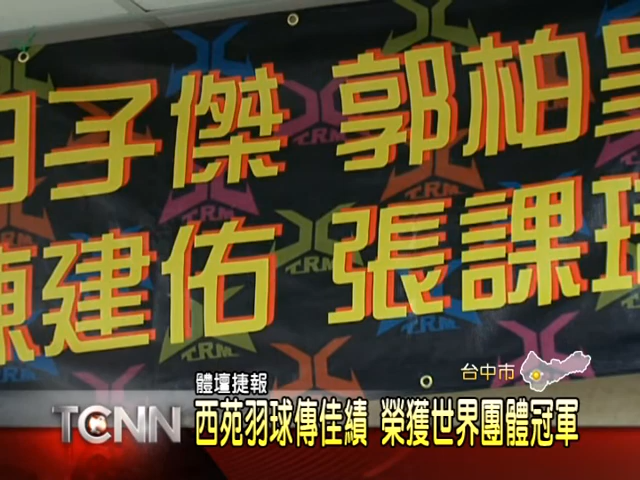 子傑 郭柏
建佑 張課
T.R.M
T.R.M
T.R.M
T.R.M
體壇捷報
台中市
TCNN
西苑羽球傳佳績 榮獲世界團體冠軍